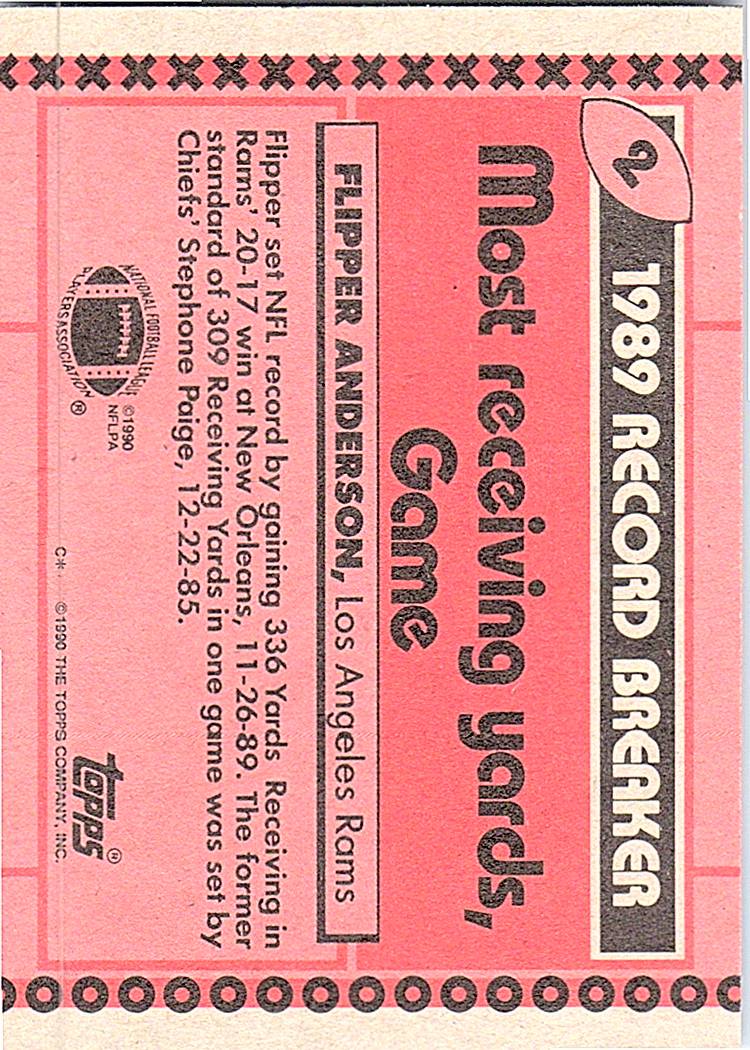 2
1989 RECORD BREAKER
Most receiving yards,
Game
FLIPPER ANDERSON, Los Angeles Rams
Flipper set NFL record by gaining 336 Yards Receiving in
Rams' 20-17 win at New Orleans, 11-26-89. The former
standard of 309 Receiving Yards in one game was set by
Chiefs' Stephone Paige, 12-22-85.
NATIONAL FOOTBALL LEAGUE
PLAYERS ASSOCIATION ®
©1990
NFLPA
topps®
C* ©1990 THE TOPPS COMPANY, INC.